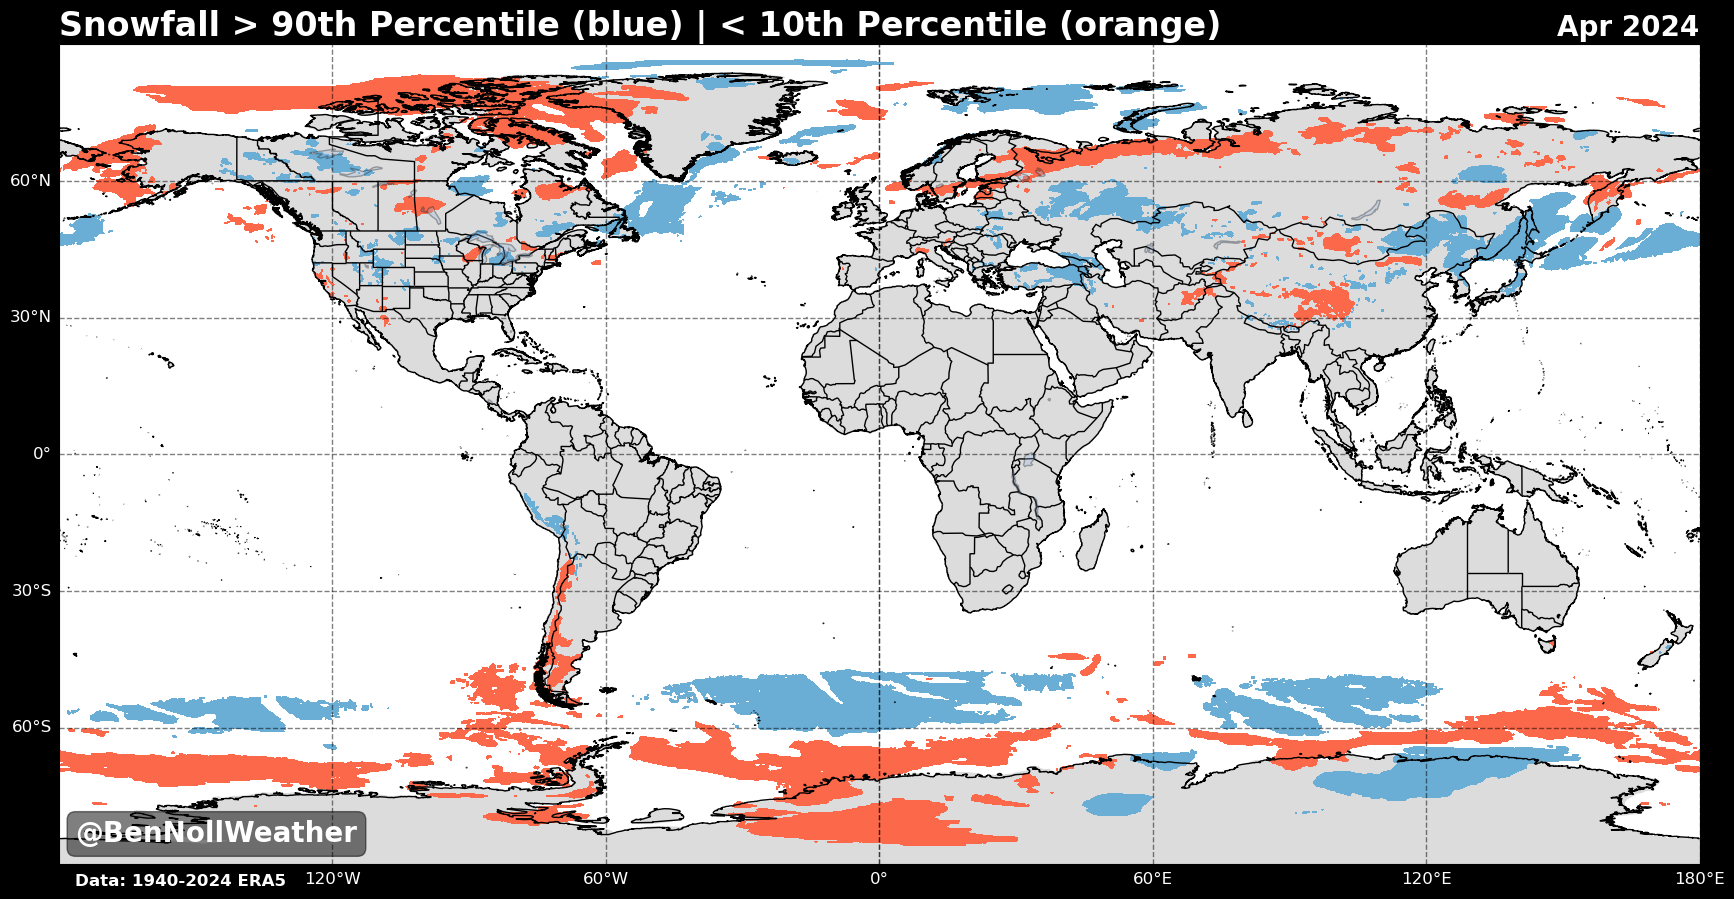 Snowfall > 90th Percentile (blue) | < 10th Percentile (orange)
Apr 2024
60°N
30°N
0°
30°S
60°S
@BenNollWeather
Data: 1940-2024 ERA5
120°W
60°W
0°
60°E
120°E
180°E